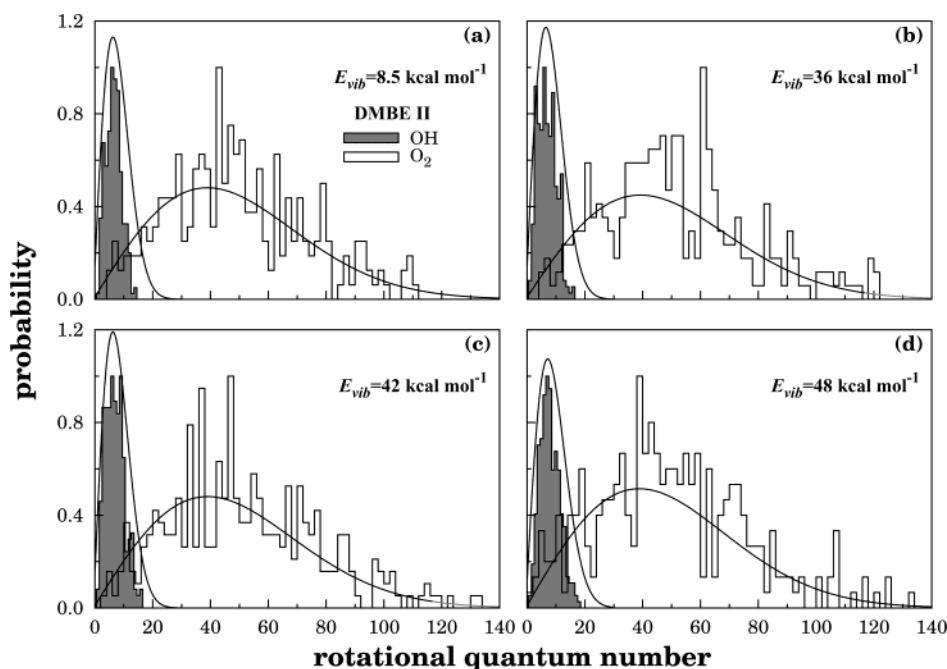 probability
1.2
0.8
0.4
0.0
(a)
E_vib=8.5 kcal mol⁻¹
DMBE II
OH
O₂
(b)
E_vib=36 kcal mol⁻¹
1.2
0.8
0.4
0.0
(c)
E_vib=42 kcal mol⁻¹
0 20 40 60 80 100 120 140
(d)
E_vib=48 kcal mol⁻¹
0 20 40 60 80 100 120 140
rotational quantum number